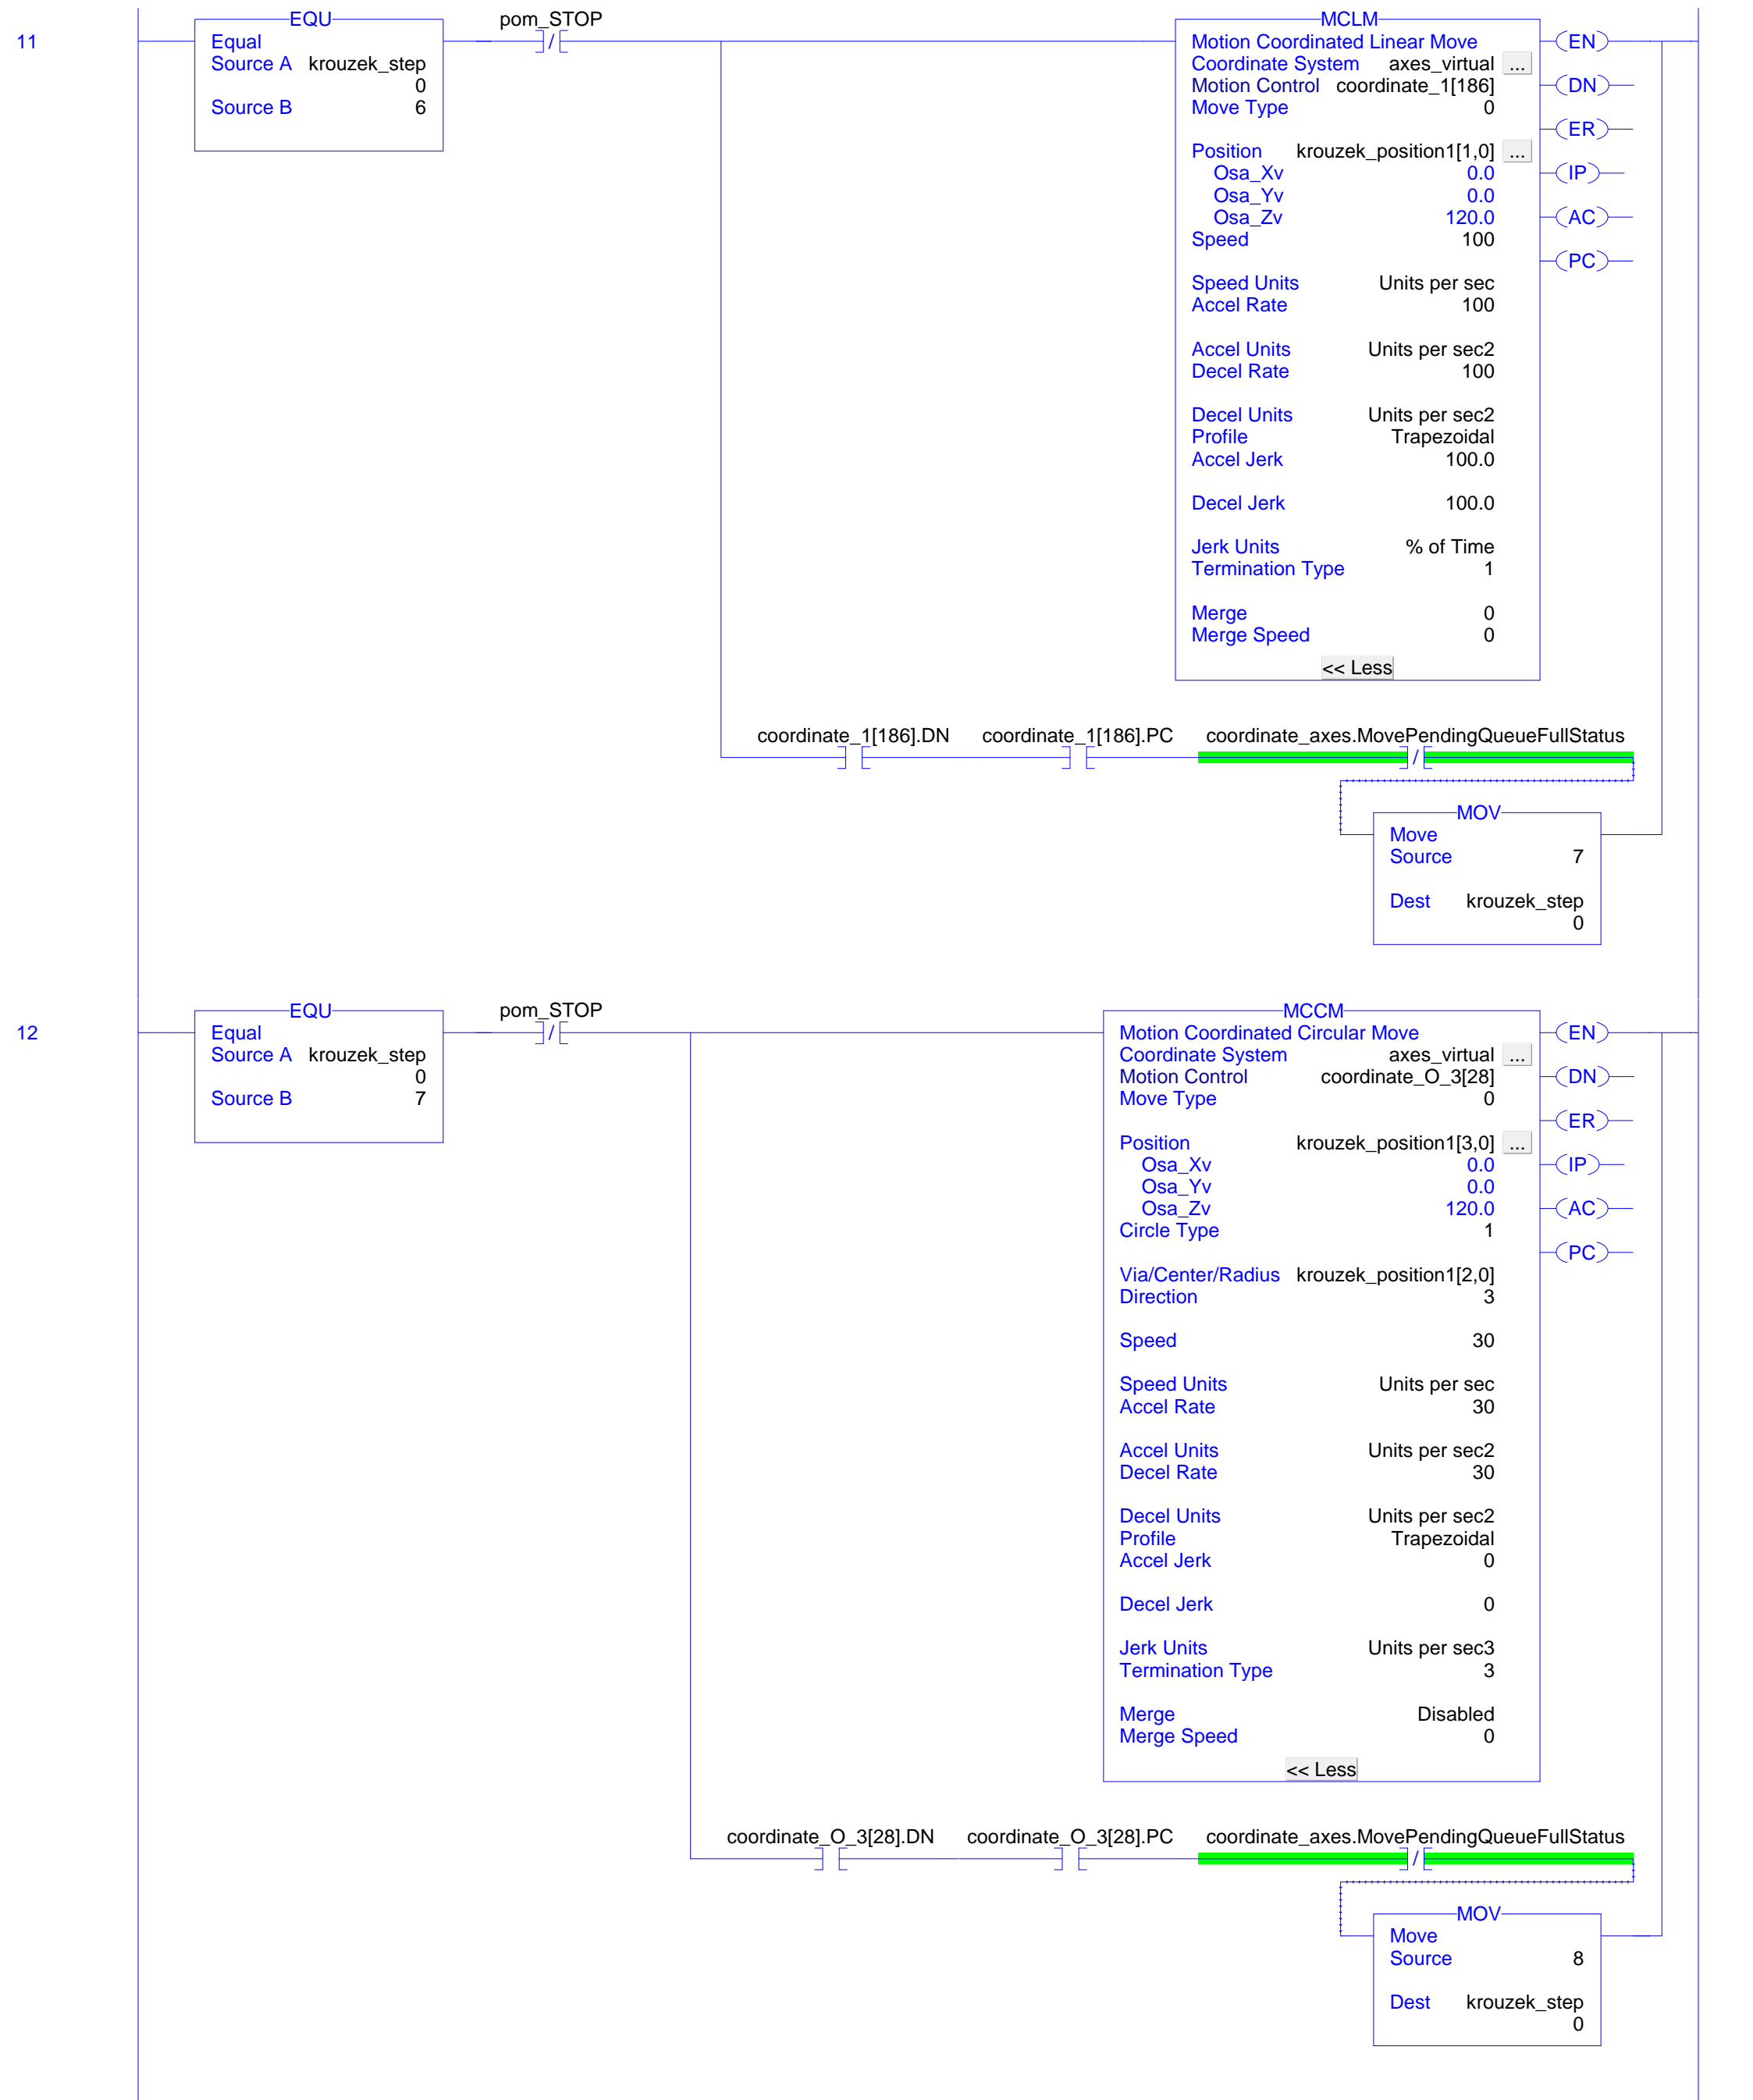 11
EQU
Equal
Source A krouzek_step
0
Source B 6
pom_STOP
/
MCLM
Motion Coordinated Linear Move
Coordinate System axes_virtual ...
Motion Control coordinate_1[186]
Move Type 0
Position krouzek_position1[1,0] ...
Osa_Xv 0.0
Osa_Yv 0.0
Osa_Zv 120.0
Speed 100
Speed Units Units per sec
Accel Rate 100
Accel Units Units per sec2
Decel Rate 100
Decel Units Units per sec2
Profile Trapezoidal
Accel Jerk 100.0
Decel Jerk 100.0
Jerk Units % of Time
Termination Type 1
Merge 0
Merge Speed 0
<< Less
EN
DN
ER
IP
AC
PC
coordinate_1[186].DN coordinate_1[186].PC coordinate_axes.MovePendingQueueFullStatus
/
MOV
Move
Source 7
Dest krouzek_step
0
12
EQU
Equal
Source A krouzek_step
0
Source B 7
pom_STOP
/
MCCM
Motion Coordinated Circular Move
Coordinate System axes_virtual ...
Motion Control coordinate_O_3[28]
Move Type 0
Position krouzek_position1[3,0] ...
Osa_Xv 0.0
Osa_Yv 0.0
Osa_Zv 120.0
Circle Type 1
Via/Center/Radius krouzek_position1[2,0]
Direction 3
Speed 30
Speed Units Units per sec
Accel Rate 30
Accel Units Units per sec2
Decel Rate 30
Decel Units Units per sec2
Profile Trapezoidal
Accel Jerk 0
Decel Jerk 0
Jerk Units Units per sec3
Termination Type 3
Merge Disabled
Merge Speed 0
<< Less
EN
DN
ER
IP
AC
PC
coordinate_O_3[28].DN coordinate_O_3[28].PC coordinate_axes.MovePendingQueueFullStatus
/
MOV
Move
Source 8
Dest krouzek_step
0